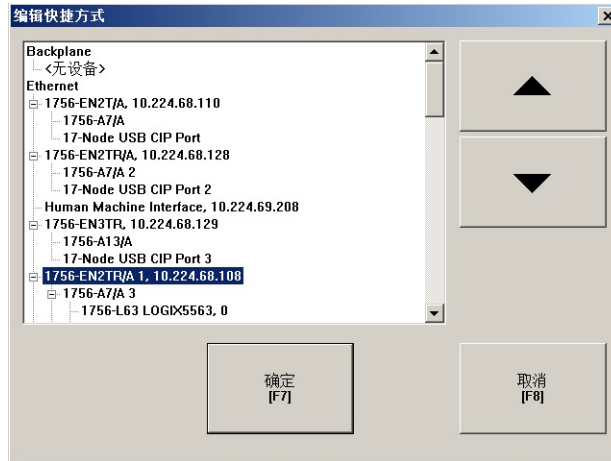 编辑快捷方式
Backplane
<无设备>
Ethernet
1756-EN2T/A, 10.224.68.110
1756-A7/A
17-Node USB CIP Port
1756-EN2TR/A, 10.224.68.128
1756-A7/A 2
17-Node USB CIP Port 2
Human Machine Interface, 10.224.69.208
1756-EN3TR, 10.224.68.129
1756-A13/A
17-Node USB CIP Port 3
1756-EN2TR/A 1, 10.224.68.108
1756-A7/A 3
1756-L63 LOGIX5563, 0
确定
[F7]
取消
[F8]